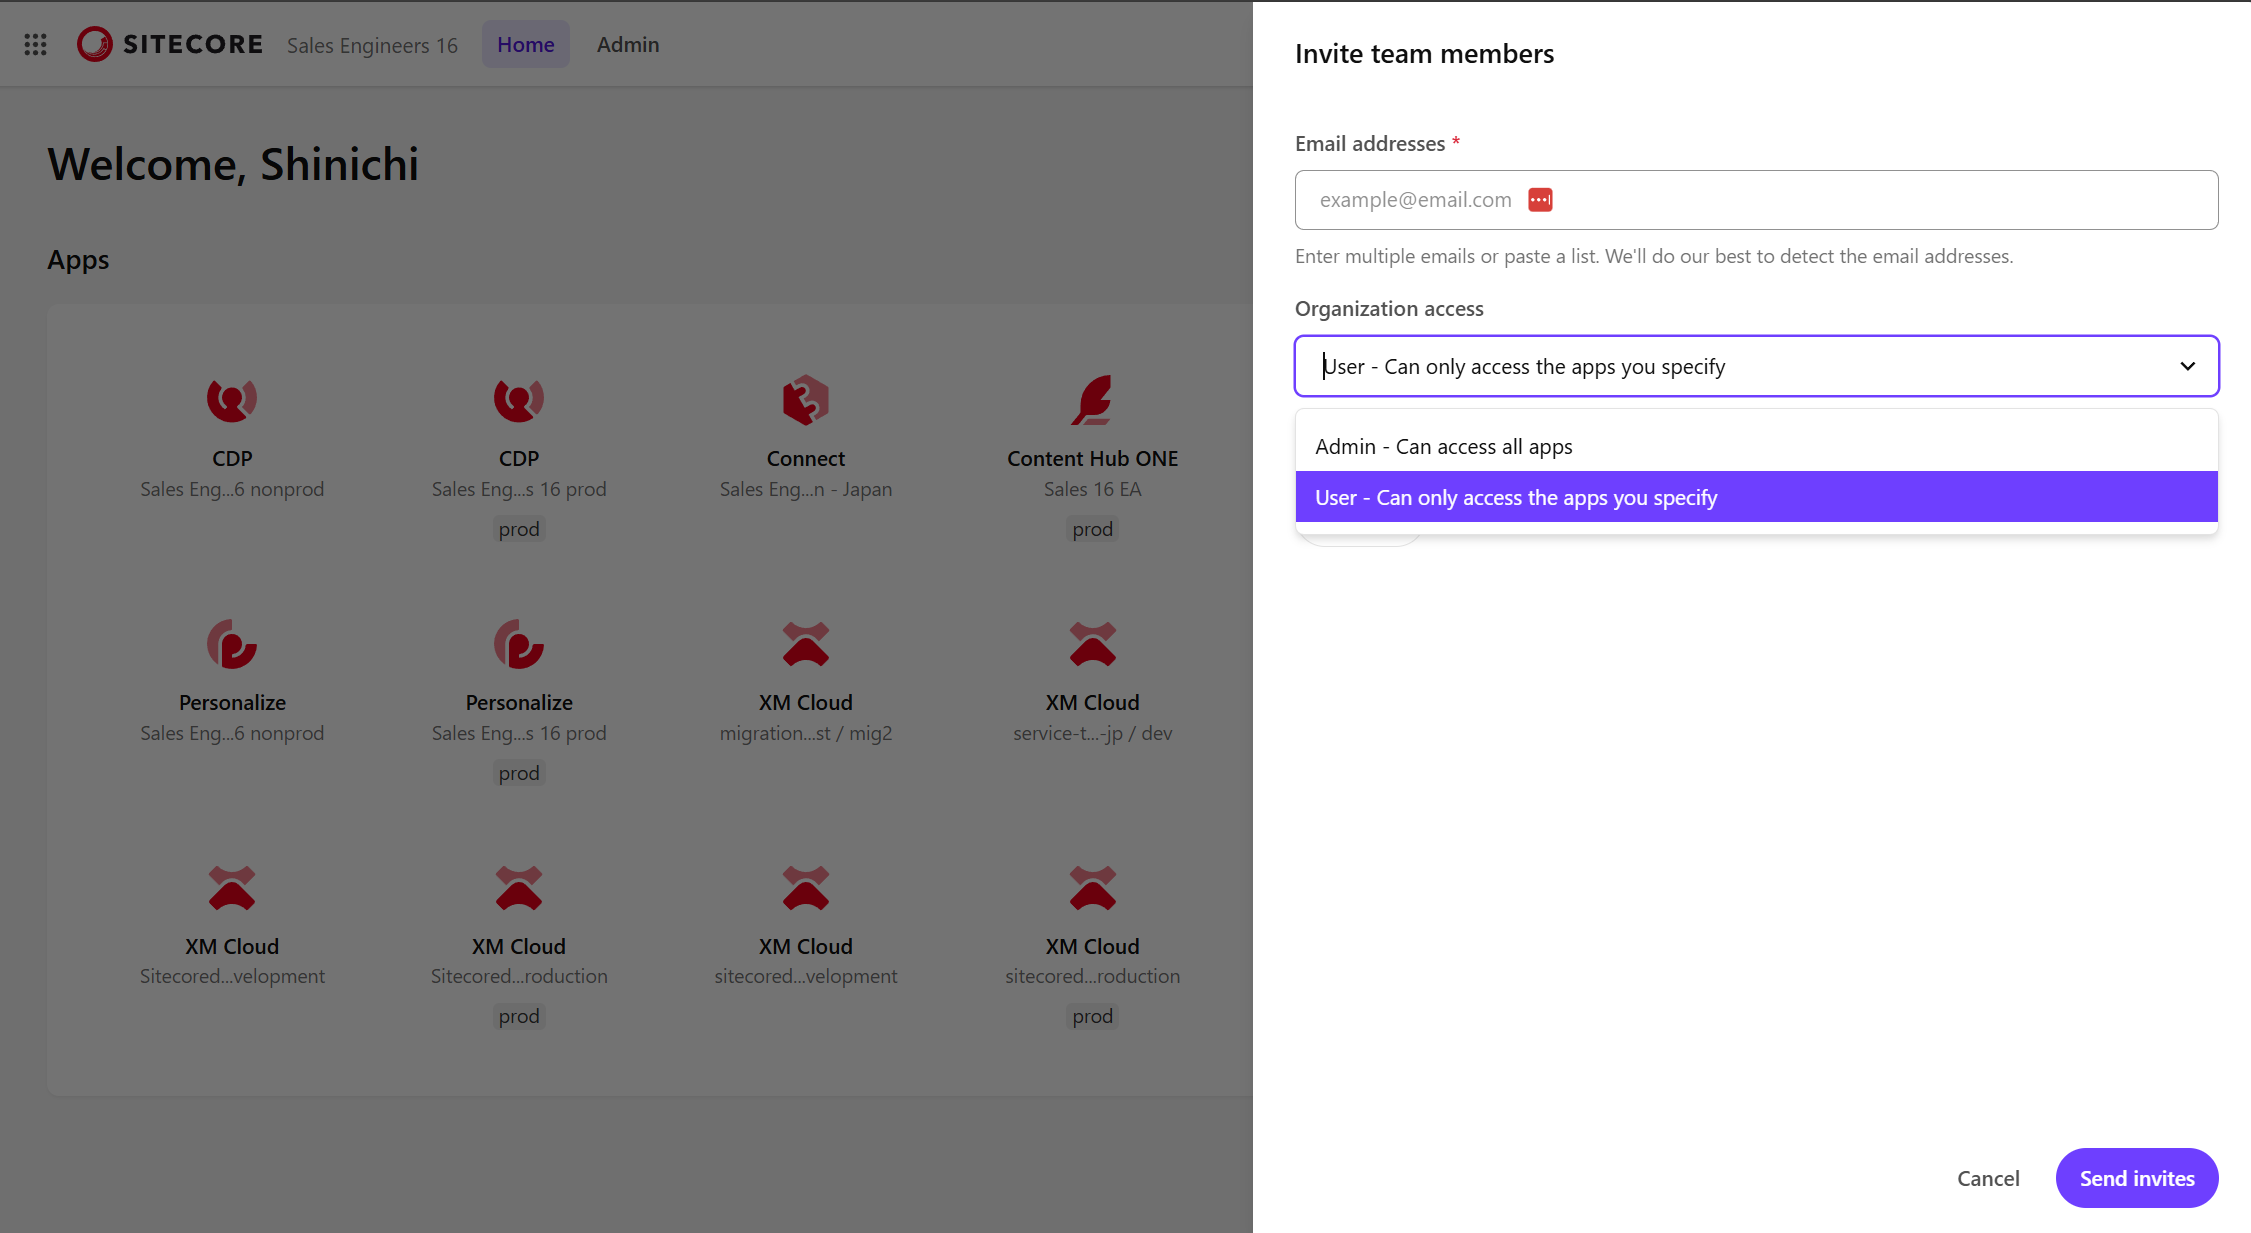 SITECORE
Sales Engineers 16
Home
Admin
Welcome, Shinichi
Apps
CDP
Sales Eng...6 nonprod
CDP
Sales Eng...s 16 prod
prod
Connect
Sales Eng...n - Japan
Content Hub ONE
Sales 16 EA
prod
Personalize
Sales Eng...6 nonprod
Personalize
Sales Eng...s 16 prod
prod
XM Cloud
migration...st / mig2
XM Cloud
service-t...-jp / dev
XM Cloud
Sitecored...velopment
XM Cloud
Sitecored...roduction
prod
XM Cloud
sitecored...velopment
XM Cloud
sitecored...roduction
prod
Invite team members
Email addresses *
example@email.com
Enter multiple emails or paste a list. We'll do our best to detect the email addresses.
Organization access
User - Can only access the apps you specify
Admin - Can access all apps
User - Can only access the apps you specify
Cancel
Send invites